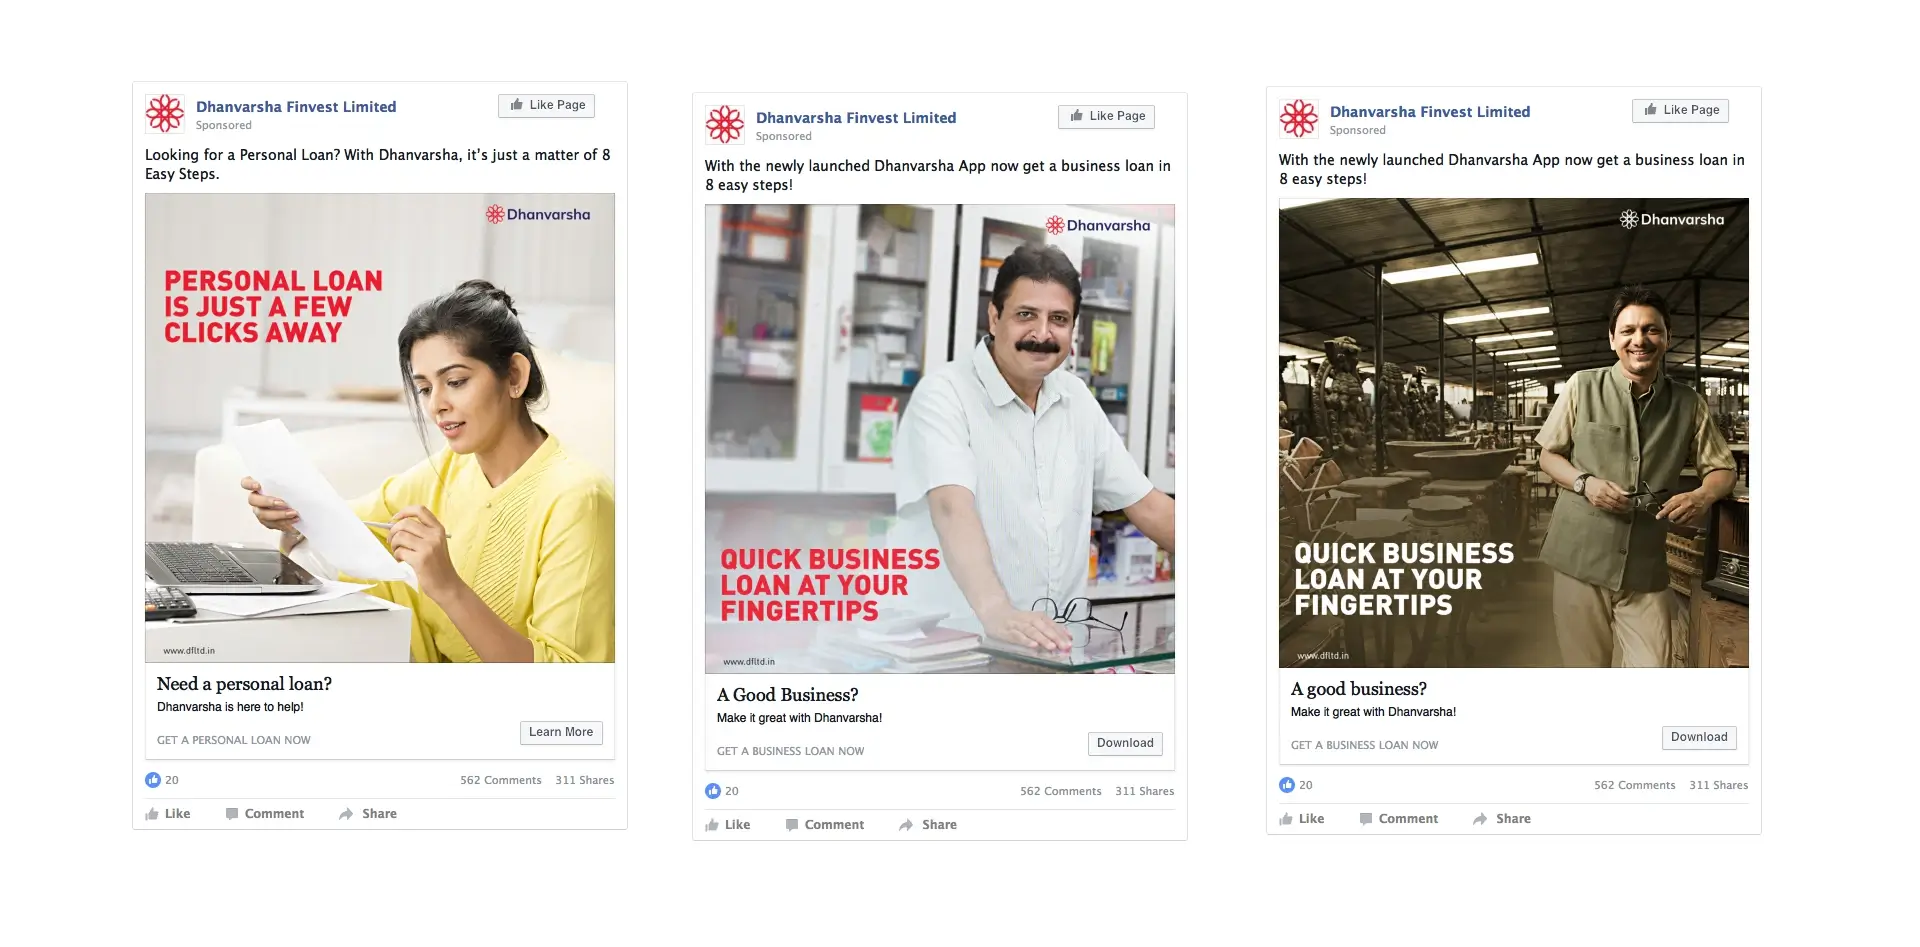 Dhanvarsha Finvest Limited
Like Page
Sponsored
Looking for a Personal Loan? With Dhanvarsha, it's just a matter of 8
Easy Steps.
Dhanvarsha
PERSONAL LOAN
IS JUST A FEW
CLICKS AWAY
www.dfltd.in
Need a personal loan?
Dhanvarsha is here to help!
Learn More
GET A PERSONAL LOAN NOW
20
562 Comments 311 Shares
Like Comment Share
Dhanvarsha Finvest Limited
Like Page
Sponsored
With the newly launched Dhanvarsha App now get a business loan in
8 easy steps!
Dhanvarsha
QUICK BUSINESS
LOAN AT YOUR
FINGERTIPS
www.dfltd.in
A Good Business?
Make it great with Dhanvarsha!
Download
GET A BUSINESS LOAN NOW
20
562 Comments 311 Shares
Like Comment Share
Dhanvarsha Finvest Limited
Like Page
Sponsored
With the newly launched Dhanvarsha App now get a business loan in
8 easy steps!
Dhanvarsha
QUICK BUSINESS
LOAN AT YOUR
FINGERTIPS
www.dfltd.in
A good business?
Make it great with Dhanvarsha!
Download
GET A BUSINESS LOAN NOW
20
562 Comments 311 Shares
Like Comment Share